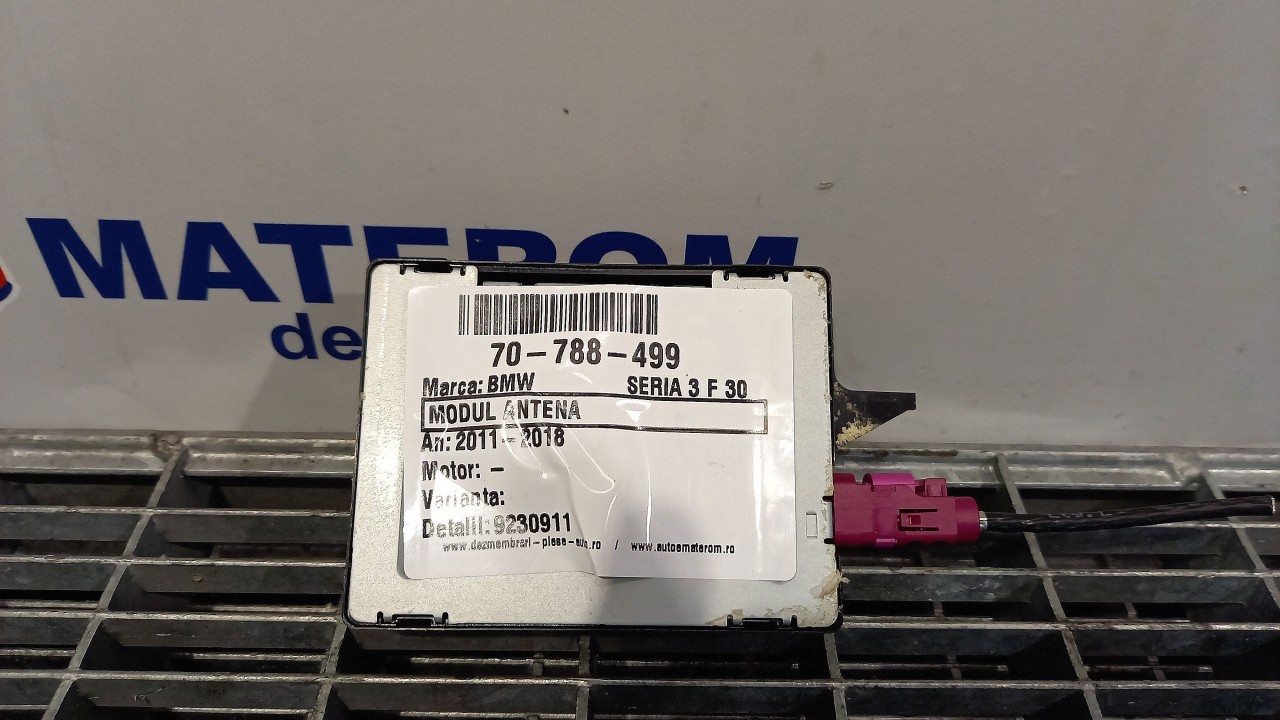 MATEROM
de
70-788-499
Marca: BMW SERIA 3 F 30
MODUL ANTENA
An: 2011-2018
Motor: -
Varianta:
Detalii: 9230911
www.dezmembrari-piese-auto.ro / www.autoematerom.ro